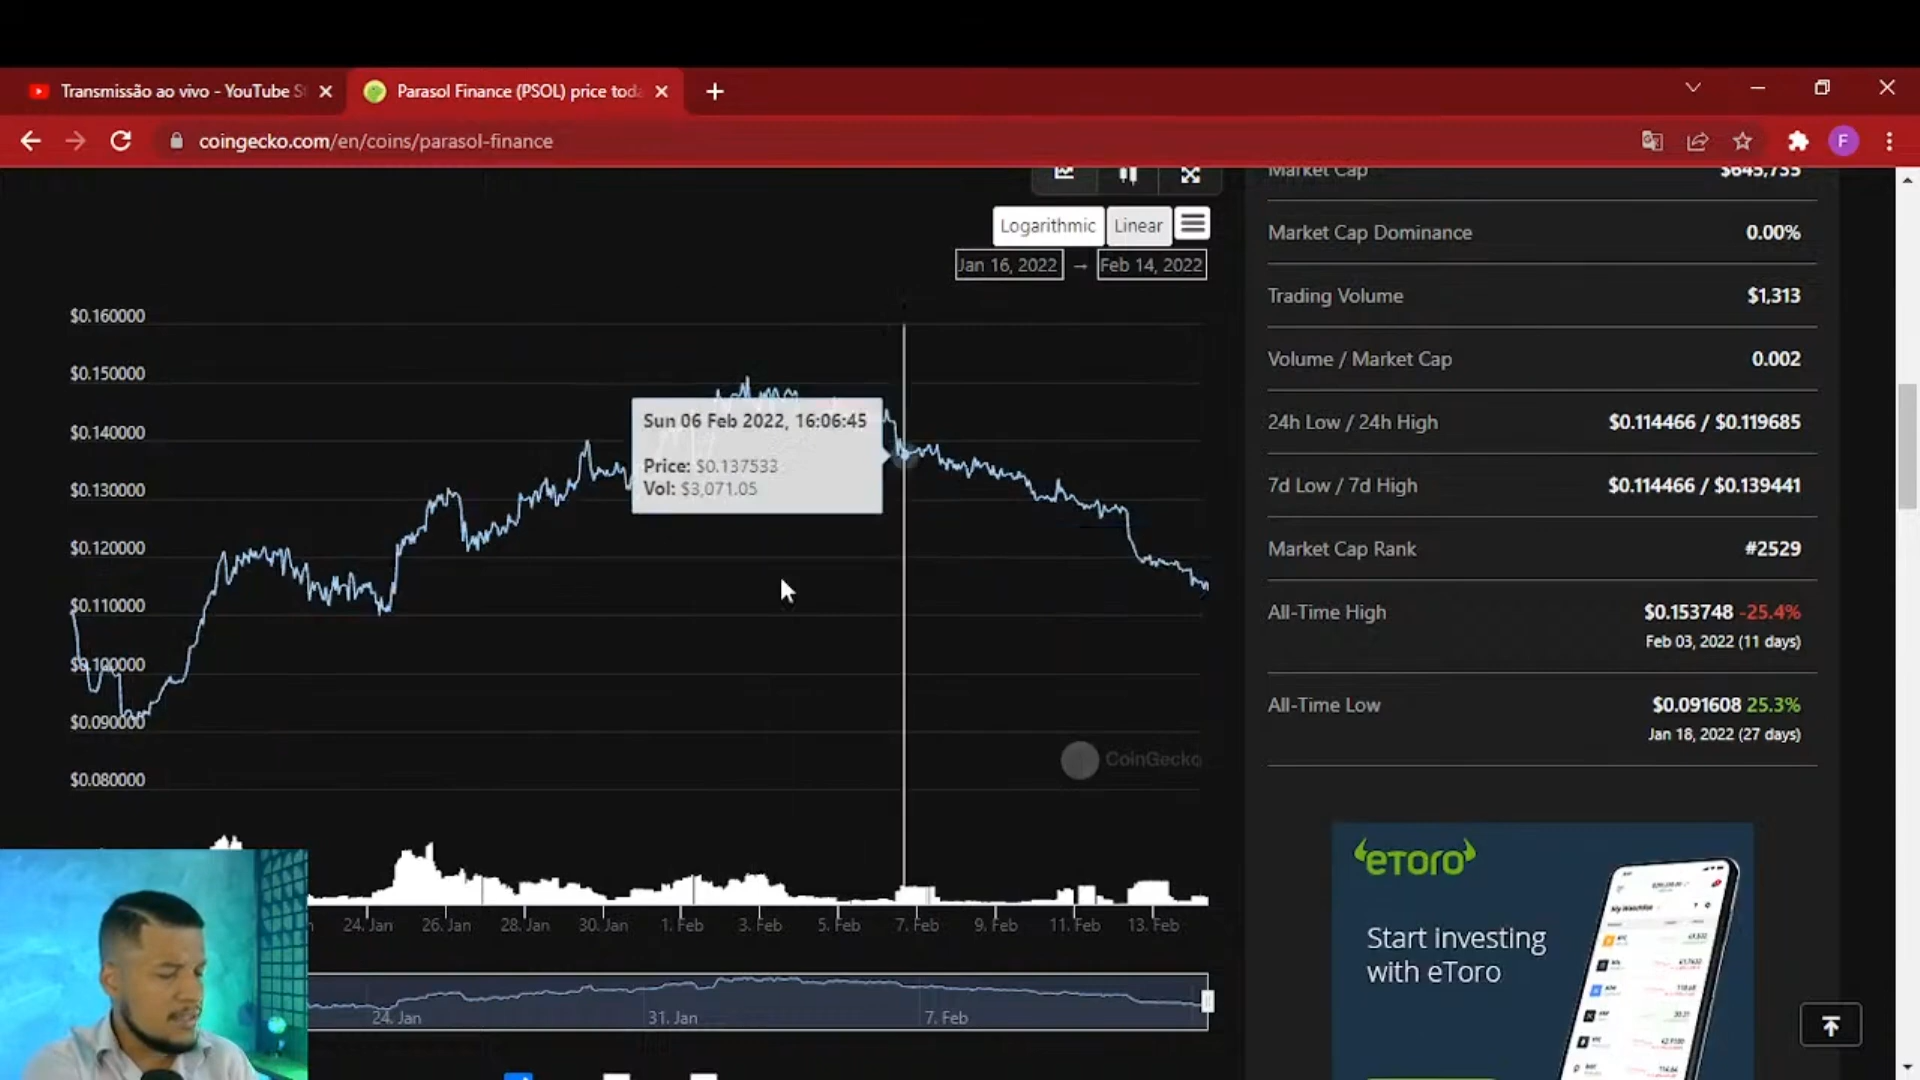 Transmissão ao vivo - YouTube S
Parasol Finance (PSOL) price tod
coingecko.com/en/coins/parasol-finance
F
Logarithmic
Linear
Jan 16, 2022 → Feb 14, 2022
$0.160000
$0.150000
$0.140000
$0.130000
$0.120000
$0.110000
$0.100000
$0.090000
$0.080000
Sun 06 Feb 2022, 16:06:45
Price: $0.137533
Vol: $3,071.05
CoinGecko
24. Jan
26. Jan
28. Jan
30. Jan
1. Feb
3. Feb
5. Feb
7. Feb
9. Feb
11. Feb
13. Feb
24. Jan
31. Jan
7. Feb
Market Cap $645,735
Market Cap Dominance 0.00%
Trading Volume $1,313
Volume / Market Cap 0.002
24h Low / 24h High $0.114466 / $0.119685
7d Low / 7d High $0.114466 / $0.139441
Market Cap Rank #2529
All-Time High $0.153748 -25.4%
Feb 03, 2022 (11 days)
All-Time Low $0.091608 25.3%
Jan 18, 2022 (27 days)
eToro
Start investing
with eToro
My Watchlist